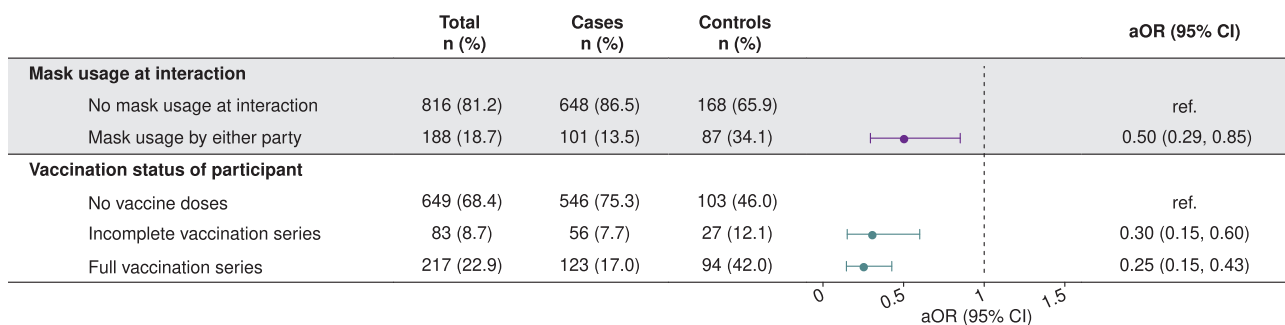 Total Cases Controls
n (%) n (%) n (%) aOR (95% CI)
Mask usage at interaction
No mask usage at interaction 816 (81.2) 648 (86.5) 168 (65.9) ref.
Mask usage by either party 188 (18.7) 101 (13.5) 87 (34.1) 0.50 (0.29, 0.85)
Vaccination status of participant
No vaccine doses 649 (68.4) 546 (75.3) 103 (46.0) ref.
Incomplete vaccination series 83 (8.7) 56 (7.7) 27 (12.1) 0.30 (0.15, 0.60)
Full vaccination series 217 (22.9) 123 (17.0) 94 (42.0) 0.25 (0.15, 0.43)
0 0.5 1 1.5
aOR (95% CI)